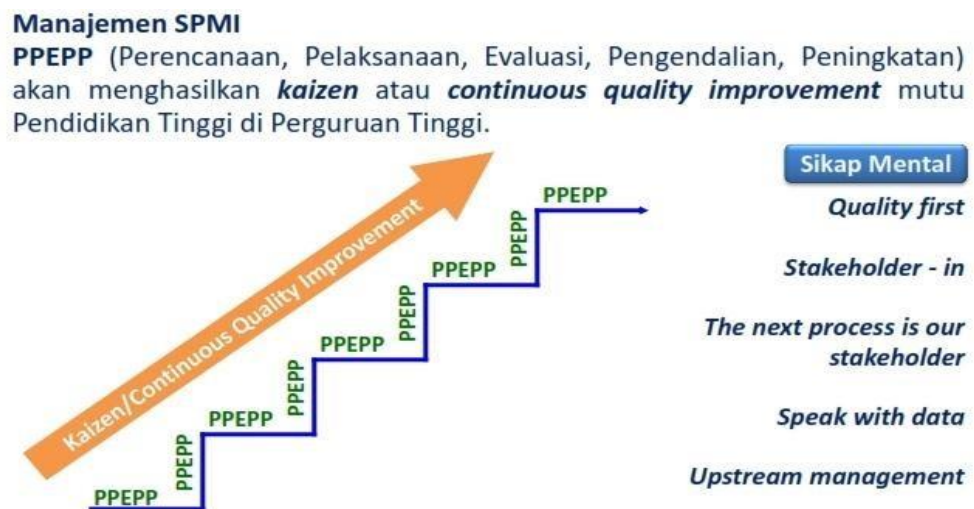 Manajemen SPMI
PPEPP (Perencanaan, Pelaksanaan, Evaluasi, Pengendalian, Peningkatan)
akan menghasilkan kaizen atau continuous quality improvement mutu
Pendidikan Tinggi di Perguruan Tinggi.
Sikap Mental
Quality first
Stakeholder - in
The next process is our
stakeholder
Speak with data
Upstream management
Kaizen/Continuous Quality Improvement
PPEPP
PPEPP
PPEPP
PPEPP
PPEPP
PPEPP
PPEPP
PPEPP
PPEPP